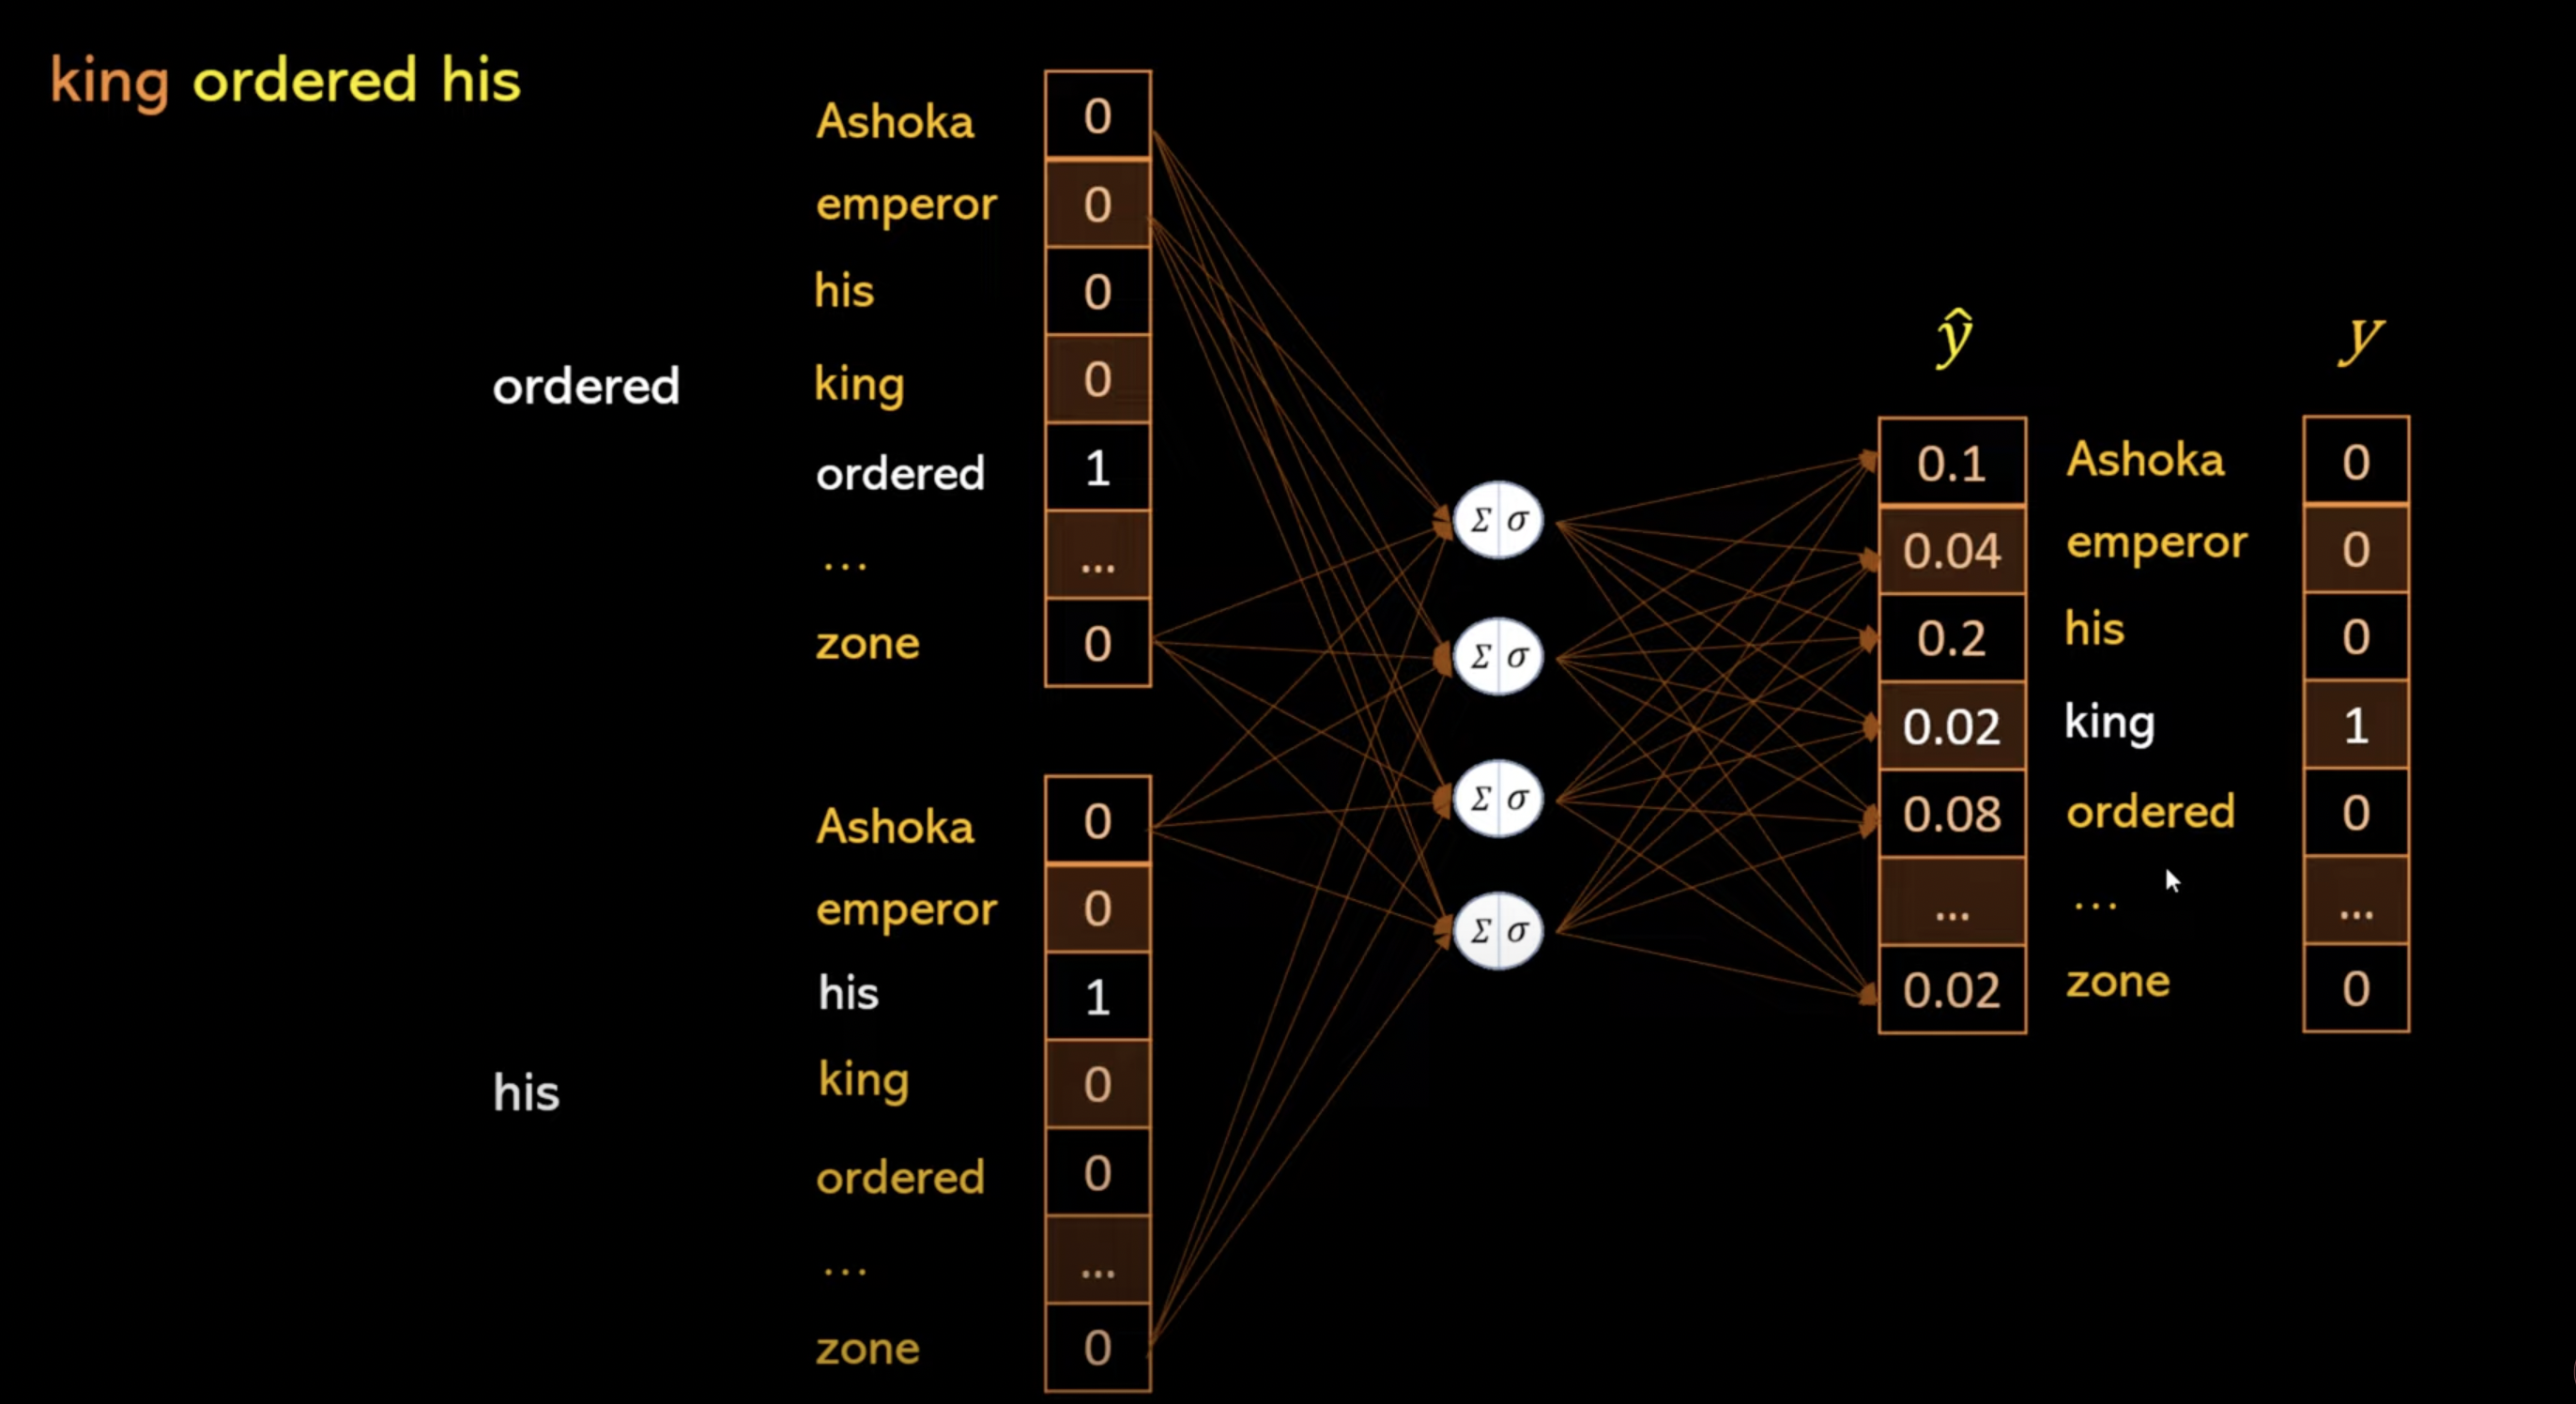 king ordered his
Ashoka 0
emperor 0
his 0
king 0
ordered
ordered 1
... ...
zone 0
Ashoka 0
emperor 0
his 1
king 0
his
ordered 0
... ...
zone 0
Σ σ
Σ σ
Σ σ
Σ σ
ŷ y
0.1 Ashoka 0
0.04 emperor 0
0.2 his 0
0.02 king 1
0.08 ordered 0
... ... ...
0.02 zone 0